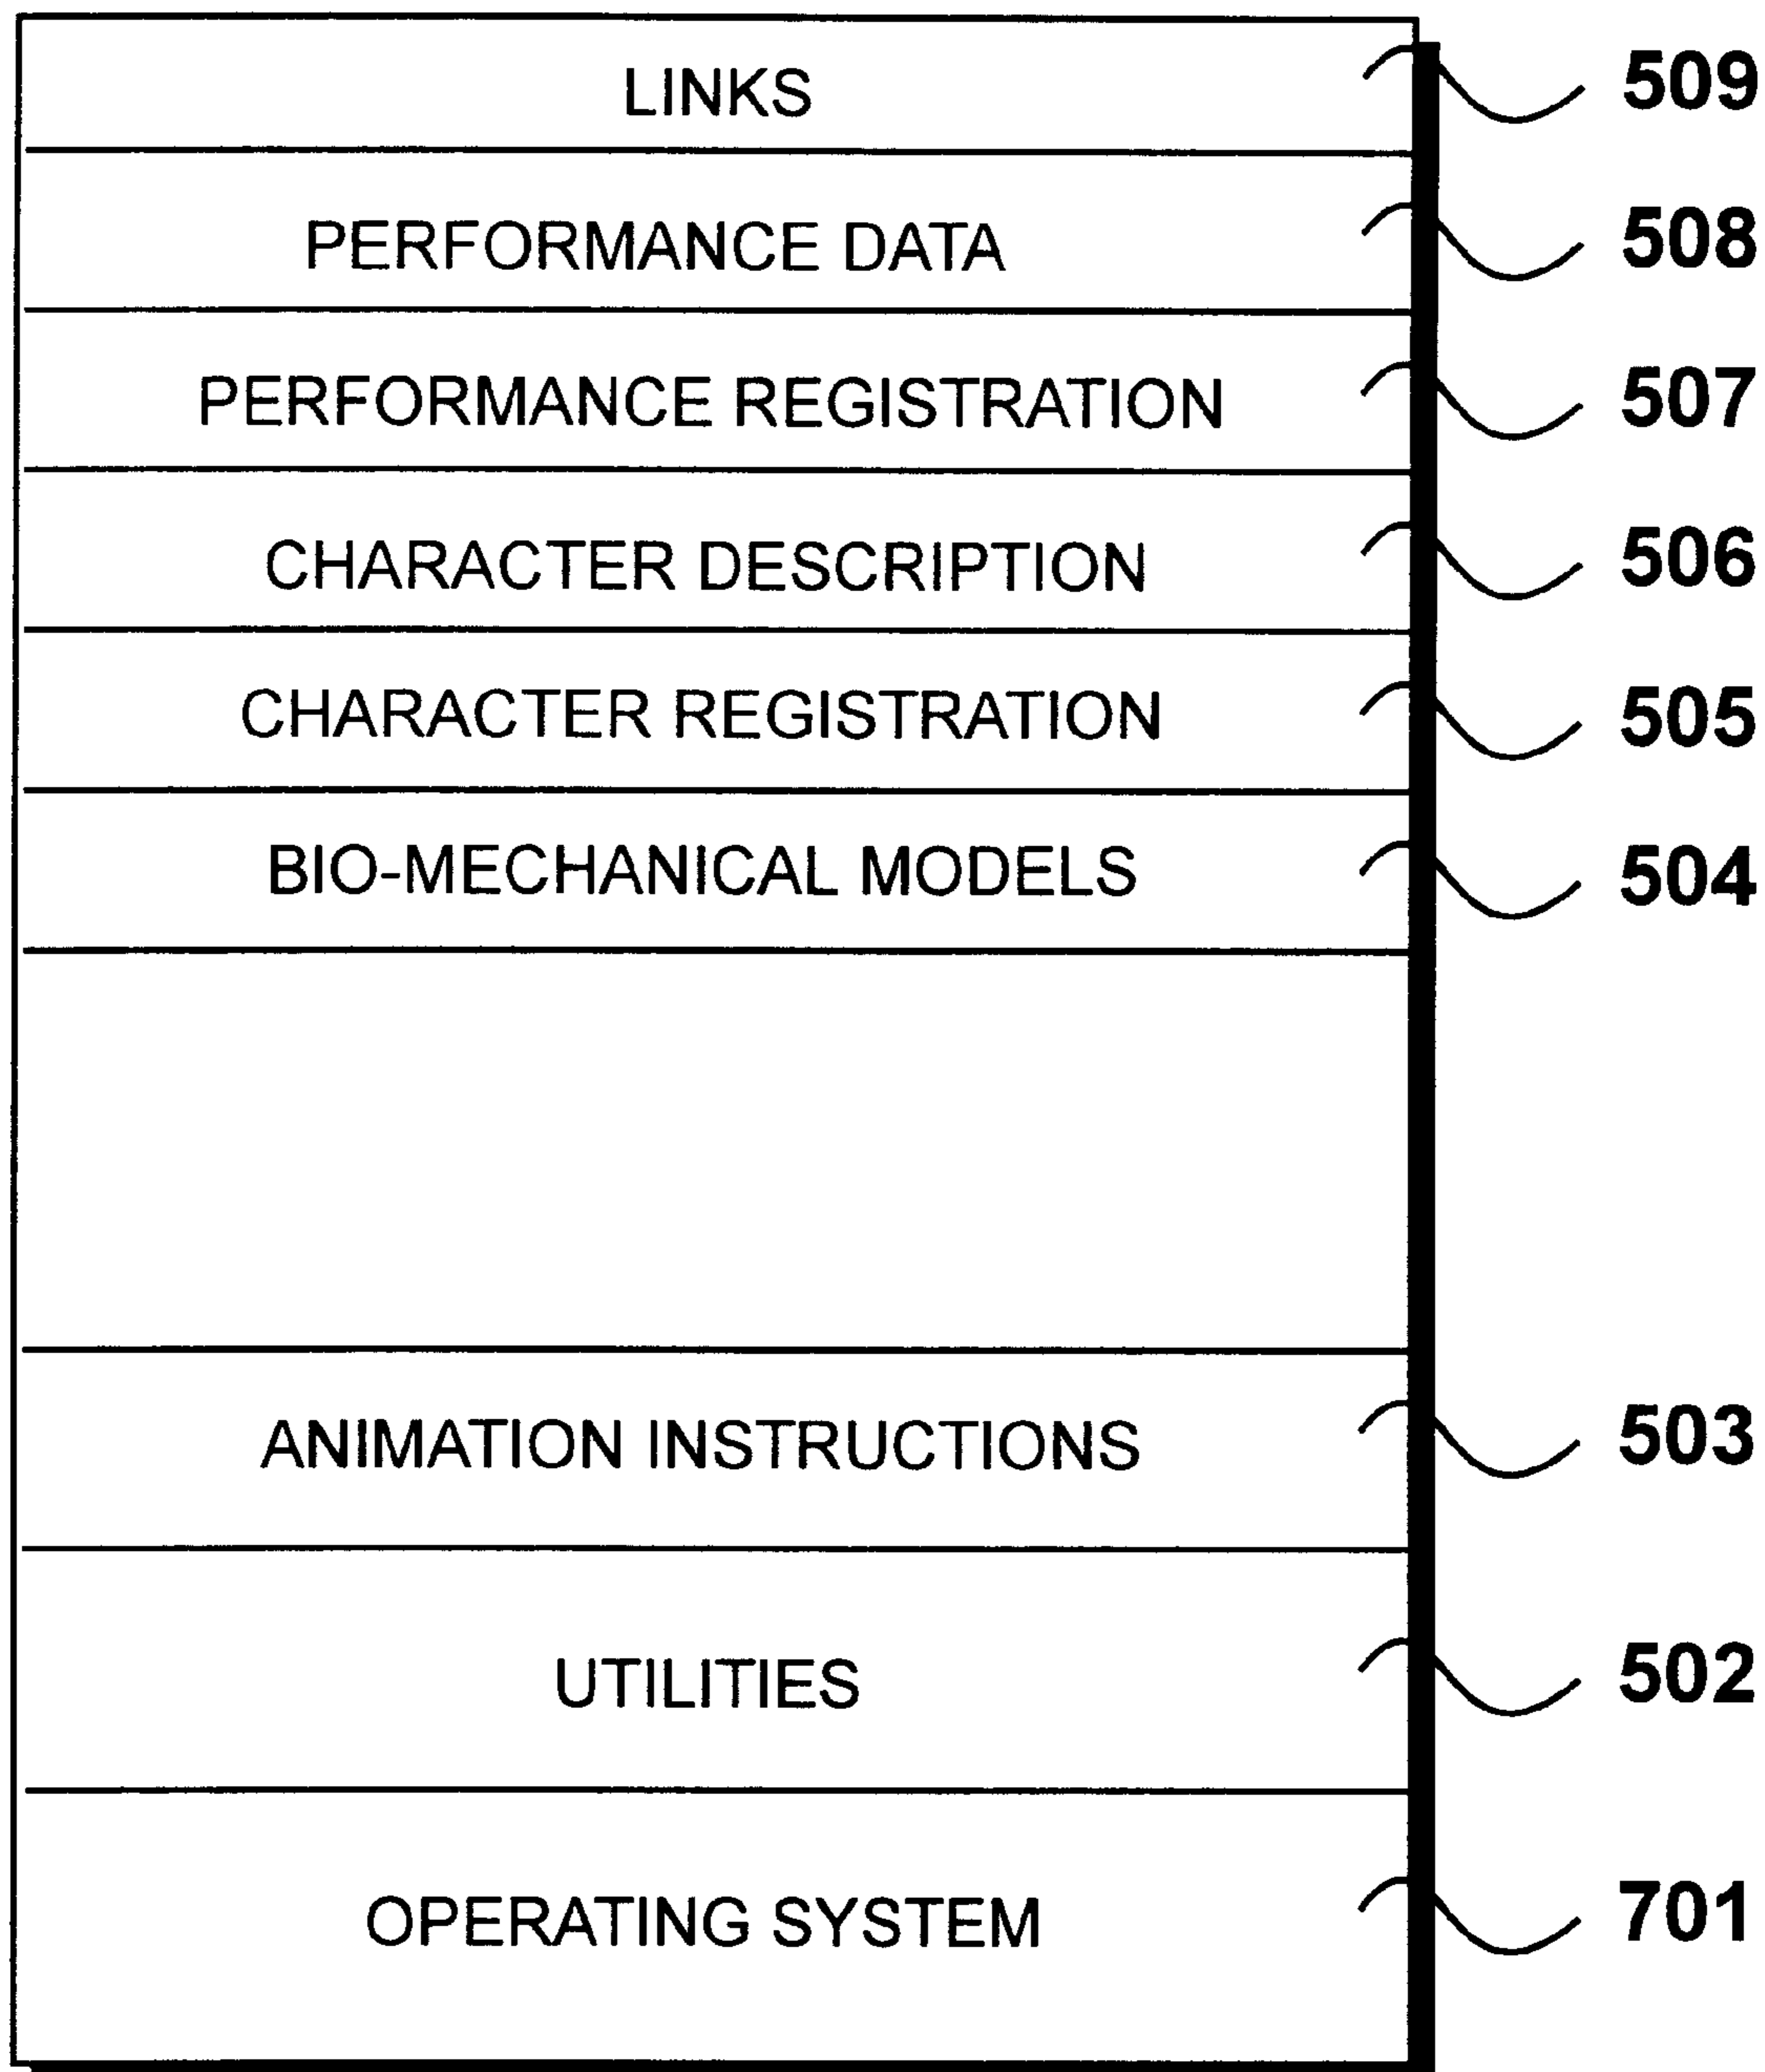 LINKS 509
PERFORMANCE DATA 508
PERFORMANCE REGISTRATION 507
CHARACTER DESCRIPTION 506
CHARACTER REGISTRATION 505
BIO-MECHANICAL MODELS 504
ANIMATION INSTRUCTIONS 503
UTILITIES 502
OPERATING SYSTEM 701